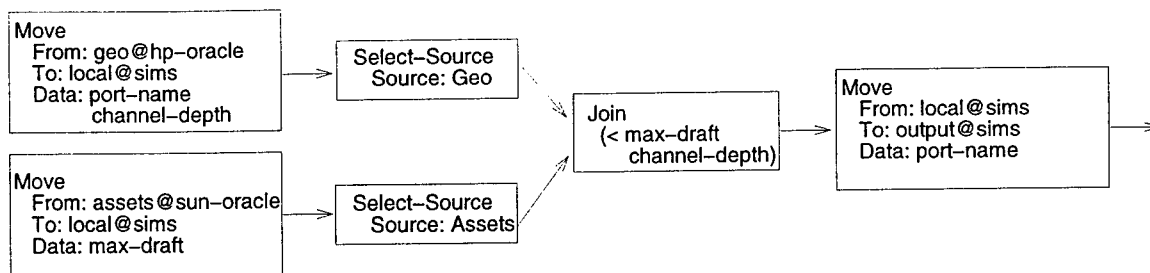 Move
From: geo@hp-oracle
To: local@sims
Data: port-name
channel-depth
Select-Source
Source: Geo
Move
From: assets@sun-oracle
To: local@sims
Data: max-draft
Select-Source
Source: Assets
Join
(< max-draft
channel-depth)
Move
From: local@sims
To: output@sims
Data: port-name